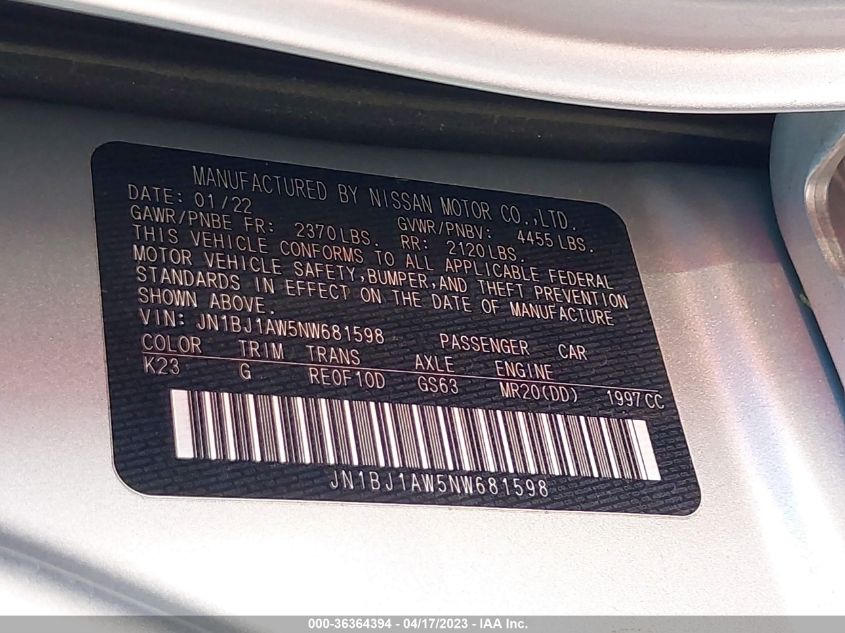 MANUFACTURED BY NISSAN MOTOR CO.,LTD.
DATE: 01/22
GAWR/PNBE FR: 2370LBS. GVWR/PNBV: 4455LBS.
RR: 2120LBS.
THIS VEHICLE CONFORMS TO ALL APPLICABLE FEDERAL
MOTOR VEHICLE SAFETY,BUMPER,AND THEFT PREVENTION
STANDARDS IN EFFECT ON THE DATE OF MANUFACTURE
SHOWN ABOVE.
VIN: JN1BJ1AW5NW681598 PASSENGER CAR
COLOR TRIM TRANS AXLE ENGINE
K23 G REOF10D GS63 MR20(DD) 1997CC
JN1BJ1AW5NW681598
000-36364394 - 04/17/2023 - IAA Inc.